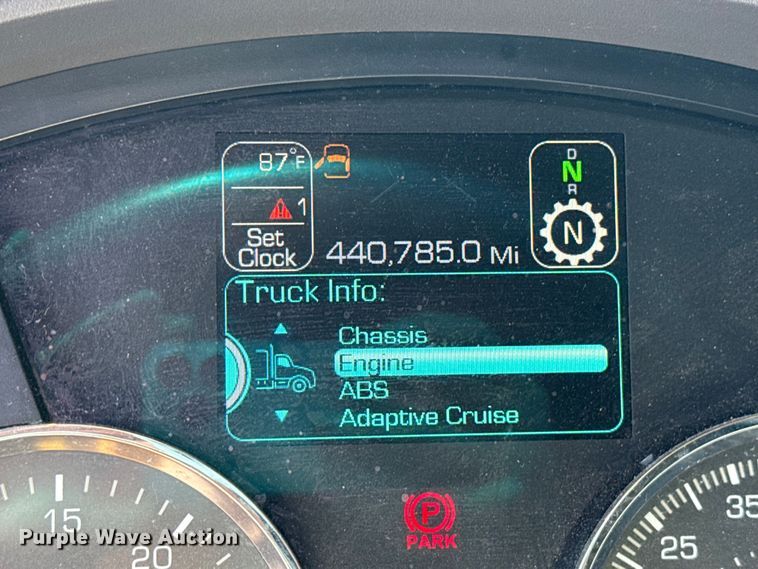 87°F
1
Set
Clock
440,785.0 Mi
D
N
R
N
Truck Info:
Chassis
Engine
ABS
Adaptive Cruise
P
PARK
15
20
25
35
Purple Wave Auction